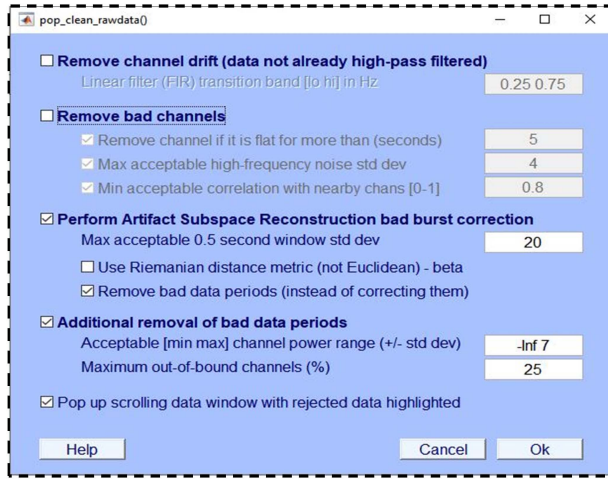 pop_clean_rawdata()
Remove channel drift (data not already high-pass filtered)
Linear filter (FIR) transition band [lo hi] in Hz 0.25 0.75
Remove bad channels
Remove channel if it is flat for more than (seconds) 5
Max acceptable high-frequency noise std dev 4
Min acceptable correlation with nearby chans [0-1] 0.8
Perform Artifact Subspace Reconstruction bad burst correction
Max acceptable 0.5 second window std dev 20
Use Riemanian distance metric (not Euclidean) - beta
Remove bad data periods (instead of correcting them)
Additional removal of bad data periods
Acceptable [min max] channel power range (+/- std dev) -Inf 7
Maximum out-of-bound channels (%) 25
Pop up scrolling data window with rejected data highlighted
Help Cancel Ok